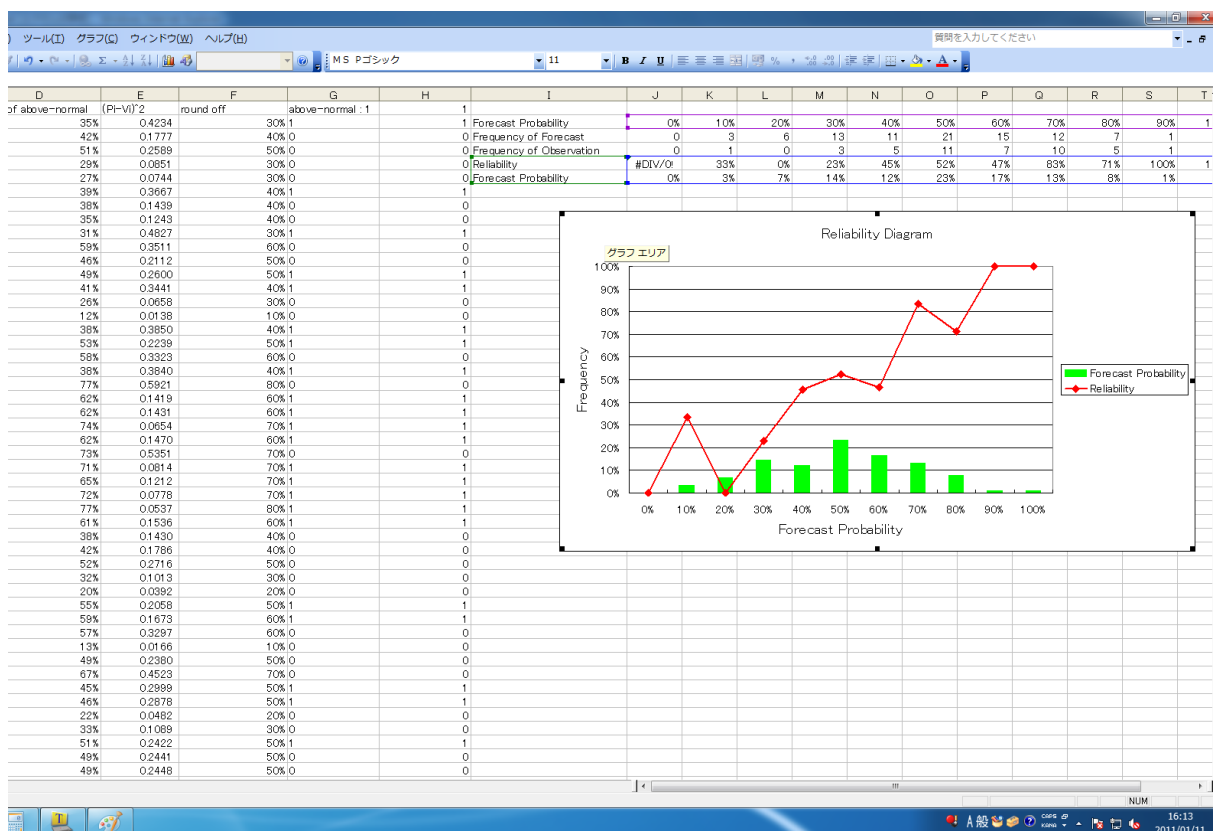 ツール(T) グラフ(C) ウィンドウ(W) ヘルプ(H) 質問を入力してください
MS Pゴシック 11 B I U
D E F G H I J K L M N O P Q R S T
of above-normal (Pi-Vi)^2 round off above-normal : 1 1
35% 0.4234 30% 1 1 Forecast Probability 0% 10% 20% 30% 40% 50% 60% 70% 80% 90% 1
42% 0.1777 40% 0 0 Frequency of Forecast 0 3 6 13 11 21 15 12 7 1
51% 0.2589 50% 0 0 Frequency of Observation 0 1 0 3 5 11 7 10 5 1
29% 0.0851 30% 0 0 Reliability #DIV/0! 33% 0% 23% 45% 52% 47% 83% 71% 100% 1
27% 0.0744 30% 0 0 Forecast Probability 0% 3% 7% 14% 12% 23% 17% 13% 8% 1%
39% 0.3667 40% 1 1
38% 0.1439 40% 0 0
35% 0.1243 40% 0 0
31% 0.4827 30% 1 1
59% 0.3511 60% 0 0
46% 0.2112 50% 0 0
49% 0.2600 50% 1 1
41% 0.3441 40% 1 1
26% 0.0658 30% 0 0
12% 0.0138 10% 0 0
38% 0.3850 40% 1 1
53% 0.2239 50% 1 1
58% 0.3323 60% 0 0
38% 0.3840 40% 1 1
77% 0.5921 80% 0 0
62% 0.1419 60% 1 1
62% 0.1431 60% 1 1
74% 0.0654 70% 1 1
62% 0.1470 60% 1 1
73% 0.5351 70% 0 0
71% 0.0814 70% 1 1
65% 0.1212 70% 1 1
72% 0.0778 70% 1 1
77% 0.0537 80% 1 1
61% 0.1536 60% 1 1
38% 0.1430 40% 0 0
42% 0.1786 40% 0 0
52% 0.2716 50% 0 0
32% 0.1013 30% 0 0
20% 0.0392 20% 0 0
55% 0.2058 50% 1 1
59% 0.1673 60% 1 1
57% 0.3297 60% 0 0
13% 0.0166 10% 0 0
49% 0.2380 50% 0 0
67% 0.4523 70% 0 0
45% 0.2999 50% 1 1
46% 0.2878 50% 1 1
22% 0.0482 20% 0 0
33% 0.1089 30% 0 0
51% 0.2422 50% 1 1
49% 0.2441 50% 0 0
49% 0.2448 50% 0 0
Reliability Diagram
グラフ エリア
100%
90%
80%
70%
60%
50%
40%
30%
20%
10%
0%
Frequency
0% 10% 20% 30% 40% 50% 60% 70% 80% 90% 100%
Forecast Probability
Forecast Probability
Reliability
NUM
A 般 CAPS KANA 16:13
2011/01/11